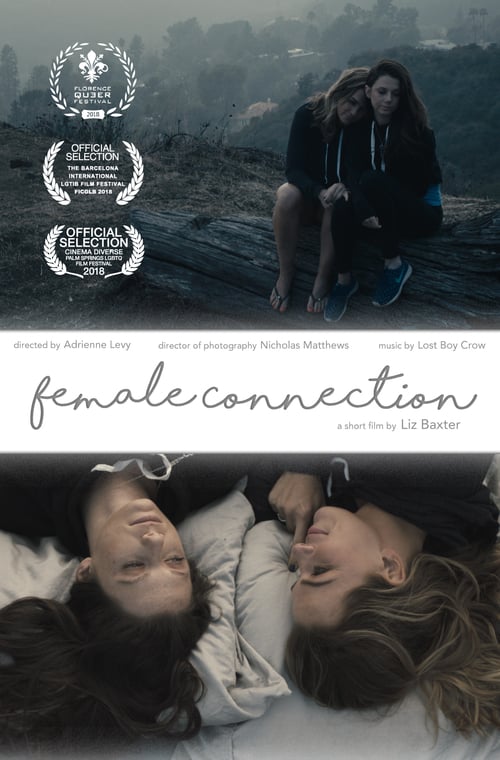 FLORENCE
QUEER
FESTIVAL
2018
OFFICIAL
SELECTION
THE BARCELONA
INTERNATIONAL
LGTIB FILM FESTIVAL
FICGLB 2018
OFFICIAL
SELECTION
CINEMA DIVERSE
PALM SPRINGS LGBTQ
FILM FESTIVAL
2018
directed by Adrienne Levy director of photography Nicholas Matthews music by Lost Boy Crow
female connection
a short film by Liz Baxter